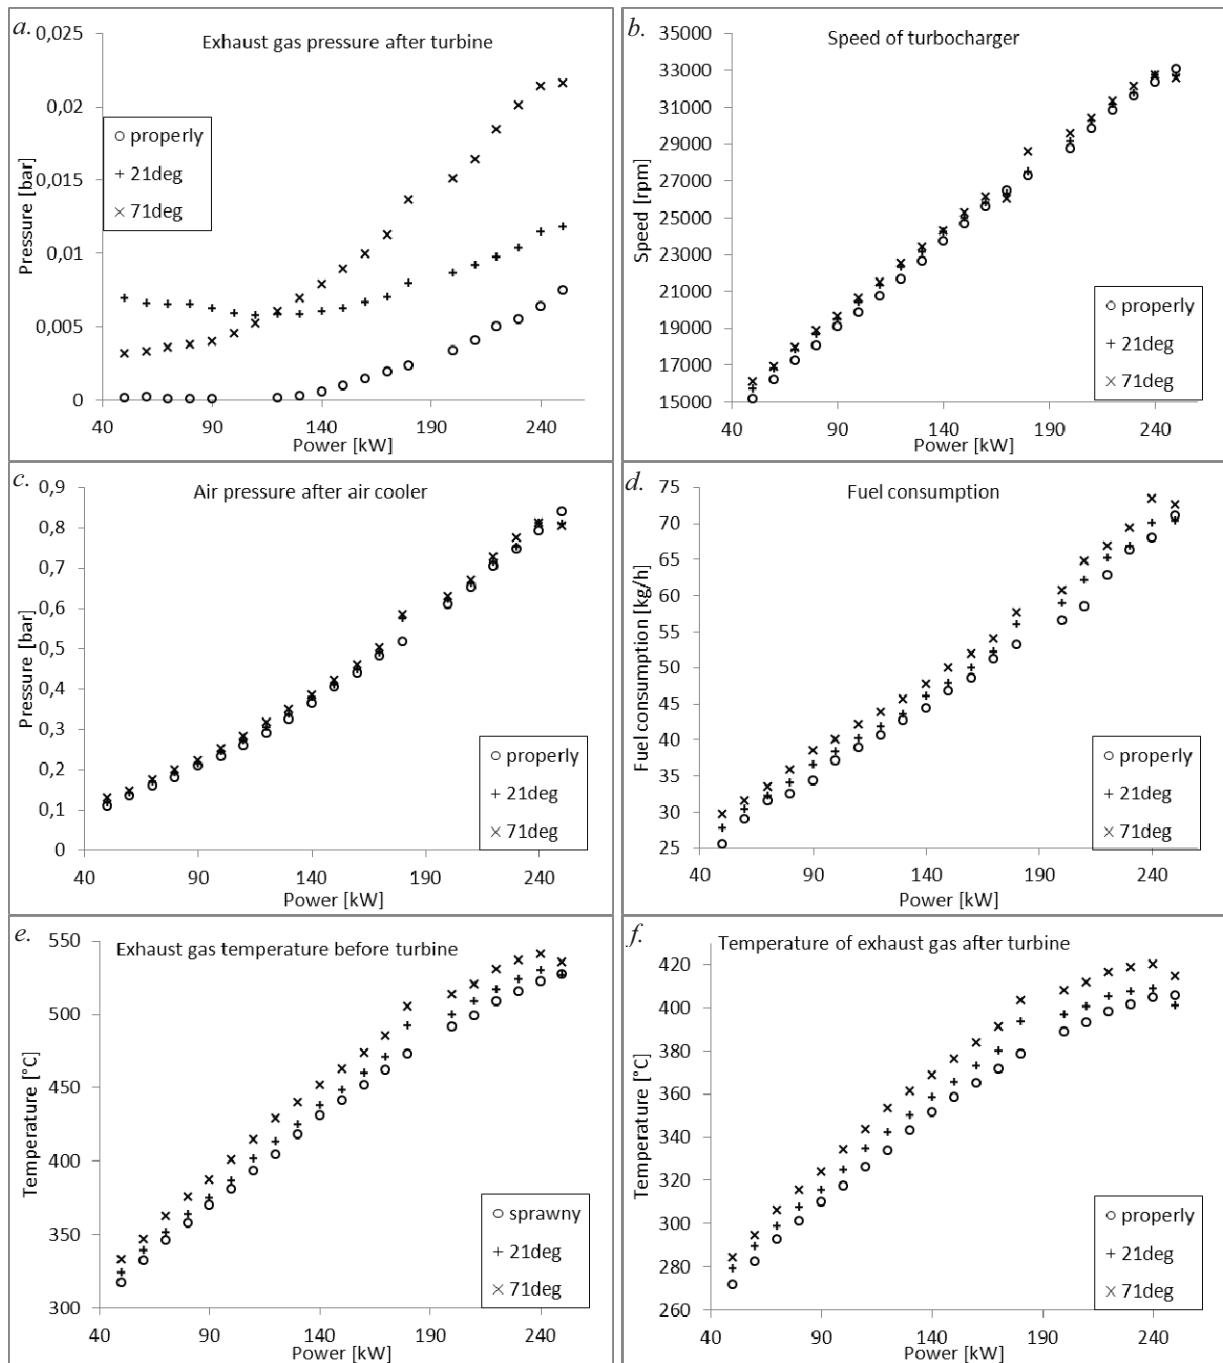 a.
Exhaust gas pressure after turbine
0,025
0,02
0,015
0,01
0,005
0
Pressure [bar]
properly
21deg
71deg
40 90 140 190 240
Power [kW]
b.
Speed of turbocharger
35000
33000
31000
29000
27000
25000
23000
21000
19000
17000
15000
Speed [rpm]
properly
21deg
71deg
40 90 140 190 240
Power [kW]
c.
Air pressure after air cooler
0,9
0,8
0,7
0,6
0,5
0,4
0,3
0,2
0,1
0
Pressure [bar]
properly
21deg
71deg
40 90 140 190 240
Power [kW]
d.
Fuel consumption
75
70
65
60
55
50
45
40
35
30
25
Fuel consumption [kg/h]
properly
21deg
71deg
40 90 140 190 240
Power [kW]
e.
Exhaust gas temperature before turbine
550
500
450
400
350
300
Temperature [°C]
sprawny
21deg
71deg
40 90 140 190 240
Power [kW]
f.
Temperature of exhaust gas after turbine
420
400
380
360
340
320
300
280
260
Temperature [°C]
properly
21deg
71deg
40 90 140 190 240
Power [kW]